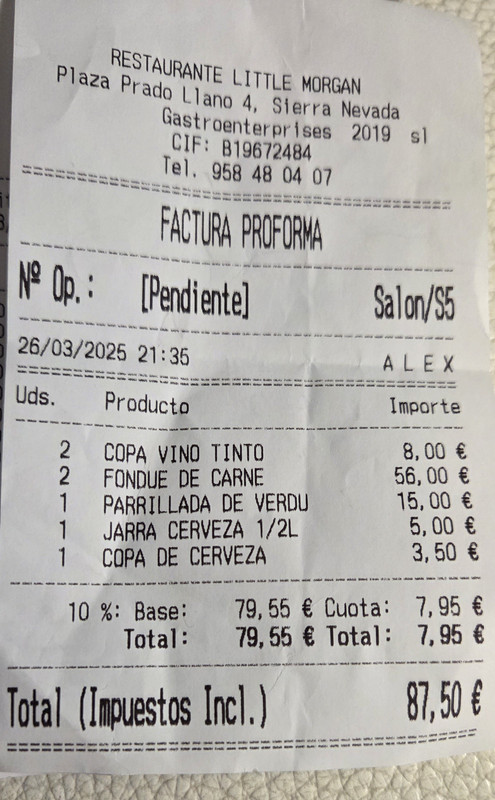 RESTAURANTE LITTLE MORGAN
Plaza Prado Llano 4, Sierra Nevada
Gastroenterprises 2019 sl
CIF: B19672484
Tel. 958 48 04 07
FACTURA PROFORMA
Nº Op.: [Pendiente] Salon/S5
26/03/2025 21:35 ALEX
Uds. Producto Importe
2 COPA VINO TINTO 8,00 €
2 FONDUE DE CARNE 56,00 €
1 PARRILLADA DE VERDU 15,00 €
1 JARRA CERVEZA 1/2L 5,00 €
1 COPA DE CERVEZA 3,50 €
10 %: Base: 79,55 € Cuota: 7,95 €
Total: 79,55 € Total: 7,95 €
Total (Impuestos Incl.) 87,50 €